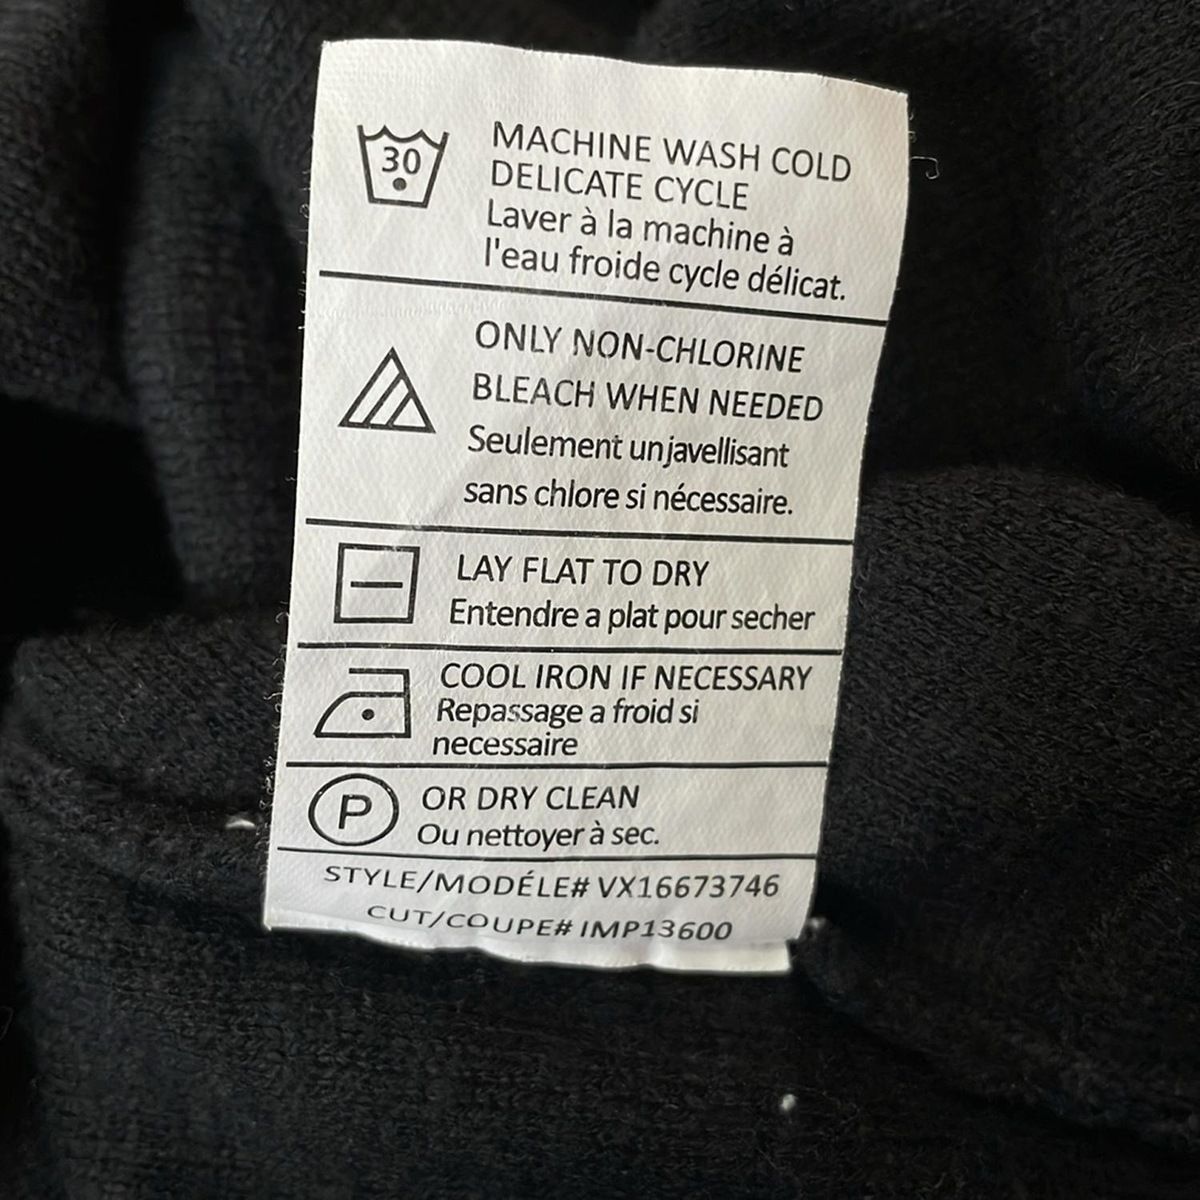 30
MACHINE WASH COLD
DELICATE CYCLE
Laver à la machine à
l'eau froide cycle délicat.
ONLY NON-CHLORINE
BLEACH WHEN NEEDED
Seulement un javellisant
sans chlore si nécessaire.
LAY FLAT TO DRY
Entendre a plat pour secher
COOL IRON IF NECESSARY
Repassage a froid si
necessaire
P
OR DRY CLEAN
Ou nettoyer à sec.
STYLE/MODÉLE# VX16673746
CUT/COUPE# IMP13600